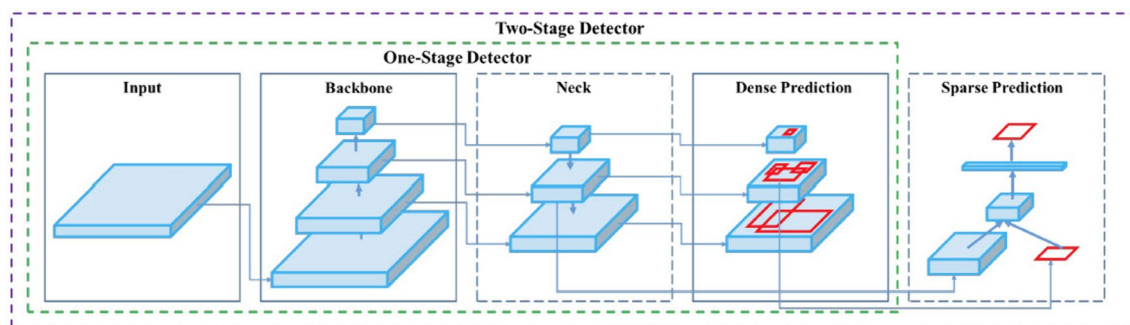 Two-Stage Detector
One-Stage Detector
Input
Backbone
Neck
Dense Prediction
Sparse Prediction